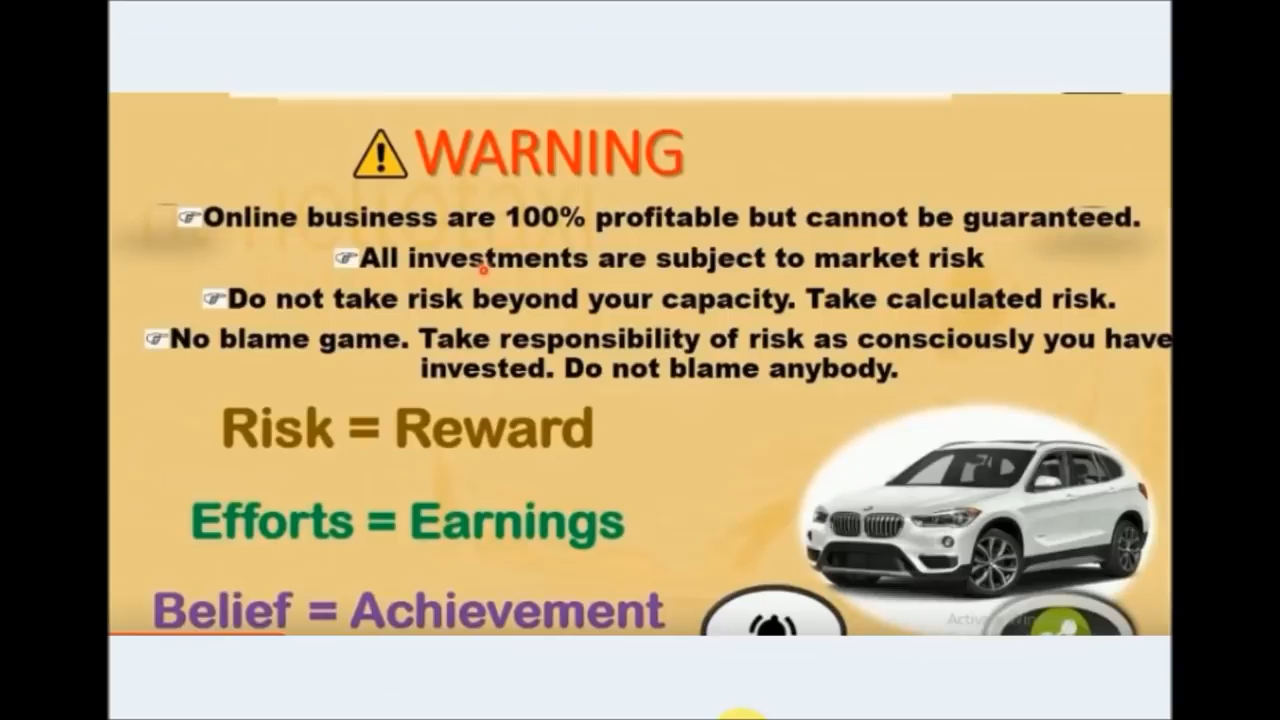 WARNING
Online business are 100% profitable but cannot be guaranteed.
All investments are subject to market risk
Do not take risk beyond your capacity. Take calculated risk.
No blame game. Take responsibility of risk as consciously you have
invested. Do not blame anybody.
Risk = Reward
Efforts = Earnings
Belief = Achievement